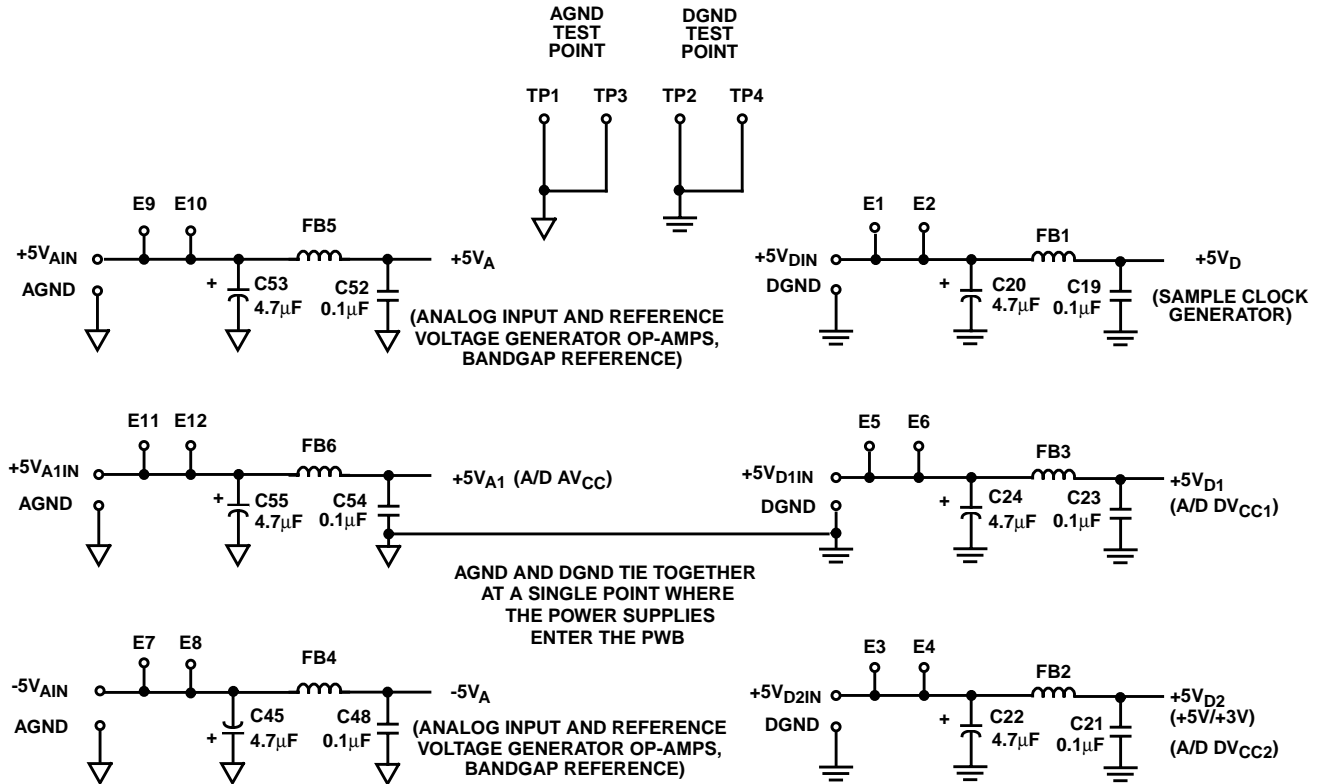 AGND
TEST
POINT
DGND
TEST
POINT
TP1
TP3
TP2
TP4
E9
E10
FB5
+5VAIN
AGND
+
C53
4.7µF
C52
0.1µF
+5VA
(ANALOG INPUT AND REFERENCE
VOLTAGE GENERATOR OP-AMPS,
BANDGAP REFERENCE)
E1
E2
FB1
+5VDIN
DGND
+
C20
4.7µF
C19
0.1µF
+5VD
(SAMPLE CLOCK
GENERATOR)
E11
E12
FB6
+5VA1IN
AGND
+
C55
4.7µF
C54
0.1µF
+5VA1 (A/D AVCC)
E5
E6
FB3
+5VD1IN
DGND
+
C24
4.7µF
C23
0.1µF
+5VD1
(A/D DVCC1)
AGND AND DGND TIE TOGETHER
AT A SINGLE POINT WHERE
THE POWER SUPPLIES
ENTER THE PWB
E7
E8
FB4
-5VAIN
AGND
+
C45
4.7µF
C48
0.1µF
-5VA
(ANALOG INPUT AND REFERENCE
VOLTAGE GENERATOR OP-AMPS,
BANDGAP REFERENCE)
E3
E4
FB2
+5VD2IN
DGND
+
C22
4.7µF
C21
0.1µF
+5VD2
(+5V/+3V)
(A/D DVCC2)